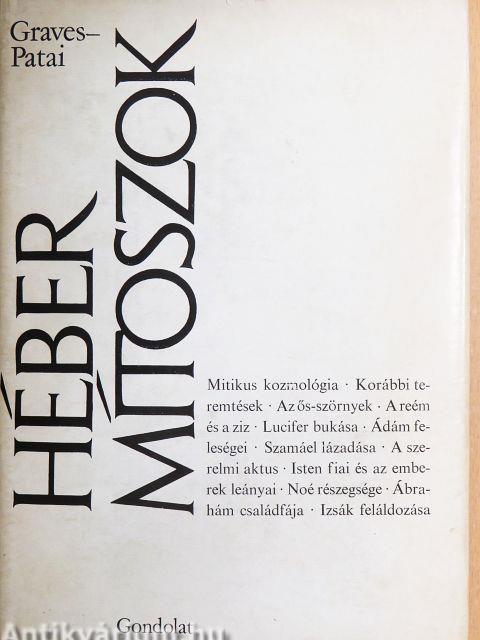 Graves–
Patai
HÉBER
MÍTOSZOK
Mitikus kozmológia · Korábbi te-
remtések · Az ős-szörnyek · A reém
és a ziz · Lucifer bukása · Ádám fe-
leségei · Szamáel lázadása · A sze-
relmi aktus · Isten fiai és az embe-
rek leányai · Noé részegsége · Ábra-
hám családfája · Izsák feláldozása
Gondolat
Antikvárium.hu